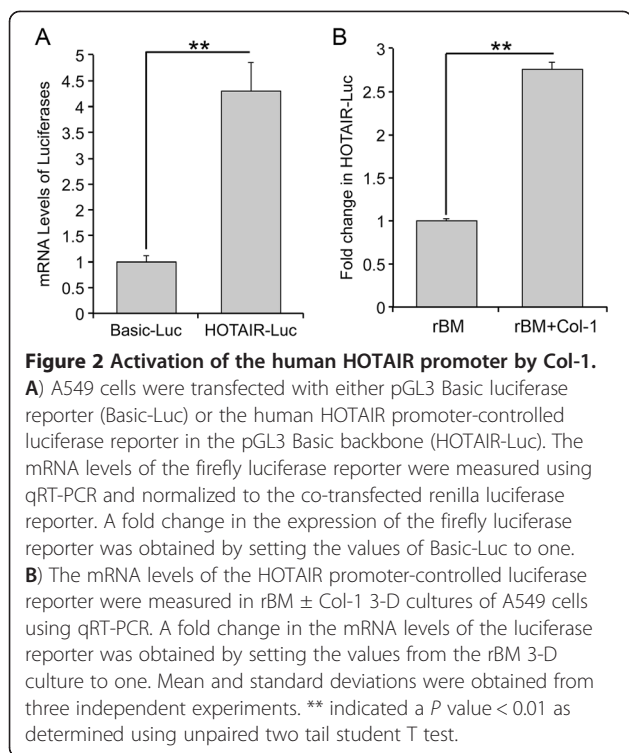 A
B
**
**
mRNA Levels of Luciferases
5
4.5
4
3.5
3
2.5
2
1.5
1
0.5
0
Basic-Luc
HOTAIR-Luc
Fold change in HOTAIR-Luc
3
2.5
2
1.5
1
0.5
0
rBM
rBM+Col-1
Figure 2 Activation of the human HOTAIR promoter by Col-1.
A) A549 cells were transfected with either pGL3 Basic luciferase
reporter (Basic-Luc) or the human HOTAIR promoter-controlled
luciferase reporter in the pGL3 Basic backbone (HOTAIR-Luc). The
mRNA levels of the firefly luciferase reporter were measured using
qRT-PCR and normalized to the co-transfected renilla luciferase
reporter. A fold change in the expression of the firefly luciferase
reporter was obtained by setting the values of Basic-Luc to one.
B) The mRNA levels of the HOTAIR promoter-controlled luciferase
reporter were measured in rBM ± Col-1 3-D cultures of A549 cells
using qRT-PCR. A fold change in the mRNA levels of the luciferase
reporter was obtained by setting the values from the rBM 3-D
culture to one. Mean and standard deviations were obtained from
three independent experiments. ** indicated a P value < 0.01 as
determined using unpaired two tail student T test.